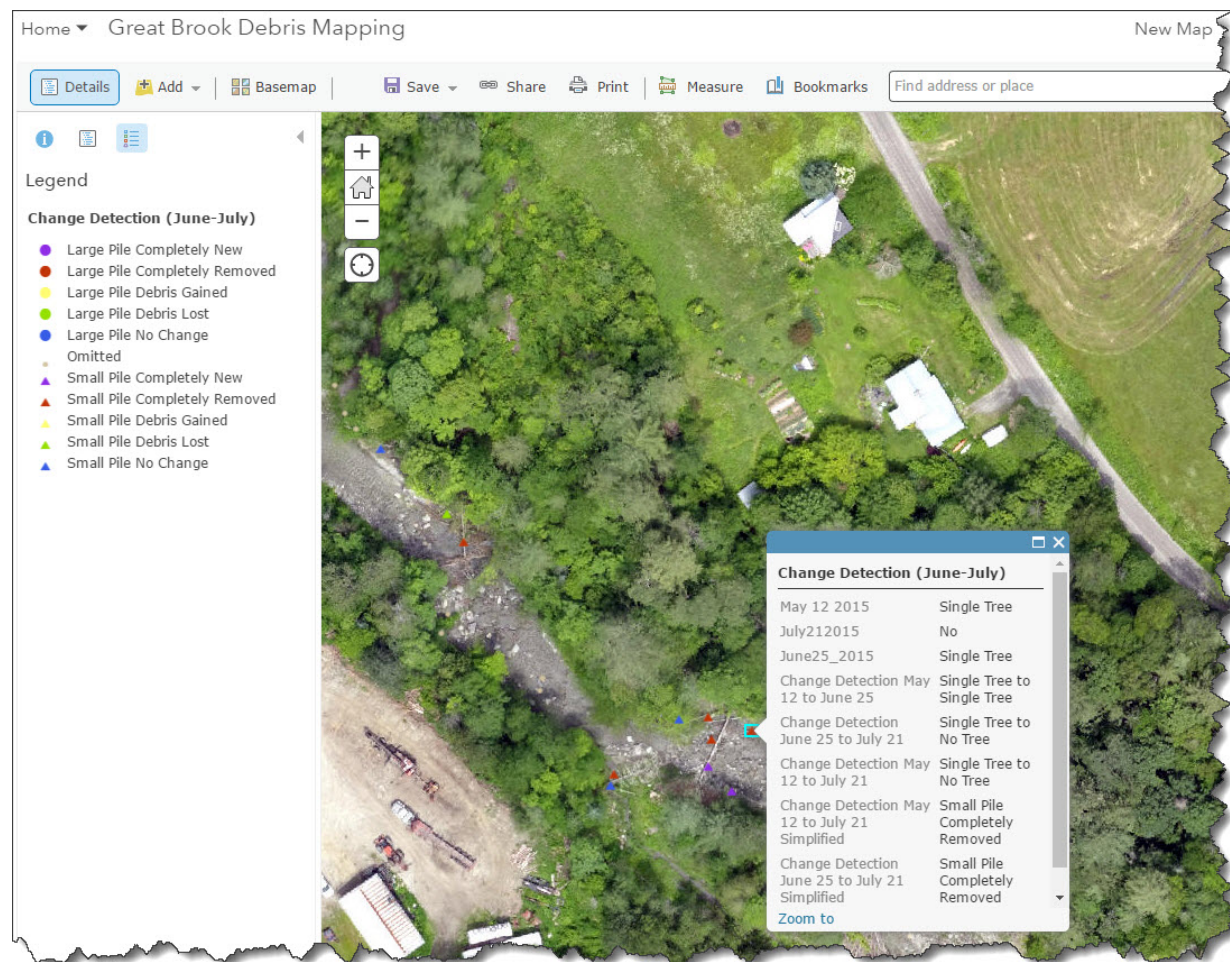 Home Great Brook Debris Mapping New Map
Details Add Basemap Save Share Print Measure Bookmarks Find address or place
Legend
Change Detection (June-July)
Large Pile Completely New
Large Pile Completely Removed
Large Pile Debris Gained
Large Pile Debris Lost
Large Pile No Change
Omitted
Small Pile Completely New
Small Pile Completely Removed
Small Pile Debris Gained
Small Pile Debris Lost
Small Pile No Change
Change Detection (June-July)
May 12 2015 Single Tree
July212015 No
June25_2015 Single Tree
Change Detection May Single Tree to
12 to June 25 Single Tree
Change Detection Single Tree to
June 25 to July 21 No Tree
Change Detection May Single Tree to
12 to July 21 No Tree
Change Detection May Small Pile
12 to July 21 Completely
Simplified Removed
Change Detection Small Pile
June 25 to July 21 Completely
Simplified Removed
Zoom to